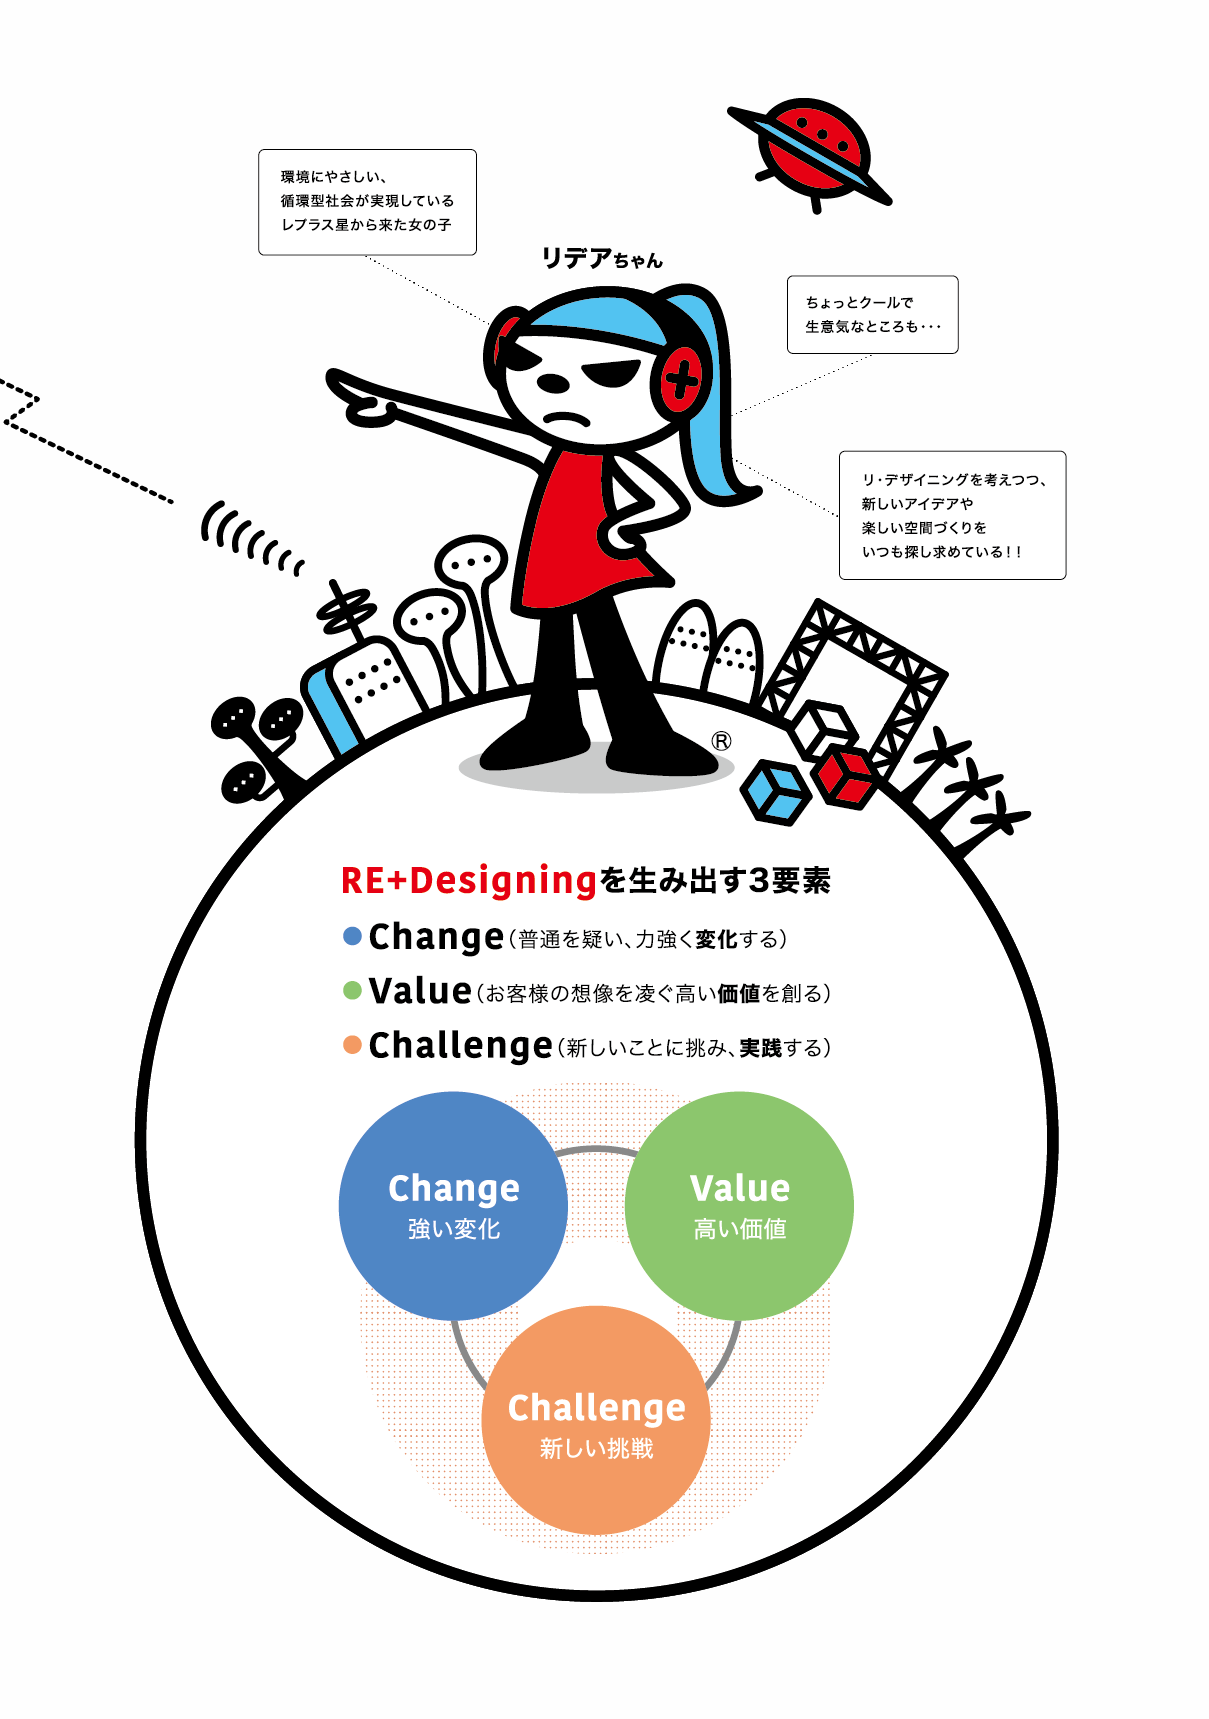 環境にやさしい、
循環型社会が実現している
レプラス星から来た女の子
リデアちゃん
ちょっとクールで
生意気なところも・・・
リ・デザイニングを考えつつ、
新しいアイデアや
楽しい空間づくりを
いつも探し求めている！！
®
RE+Designingを生み出す3要素
Change（普通を疑い、力強く変化する）
Value（お客様の想像を凌ぐ高い価値を創る）
Challenge（新しいことに挑み、実践する）
Change
強い変化
Value
高い価値
Challenge
新しい挑戦